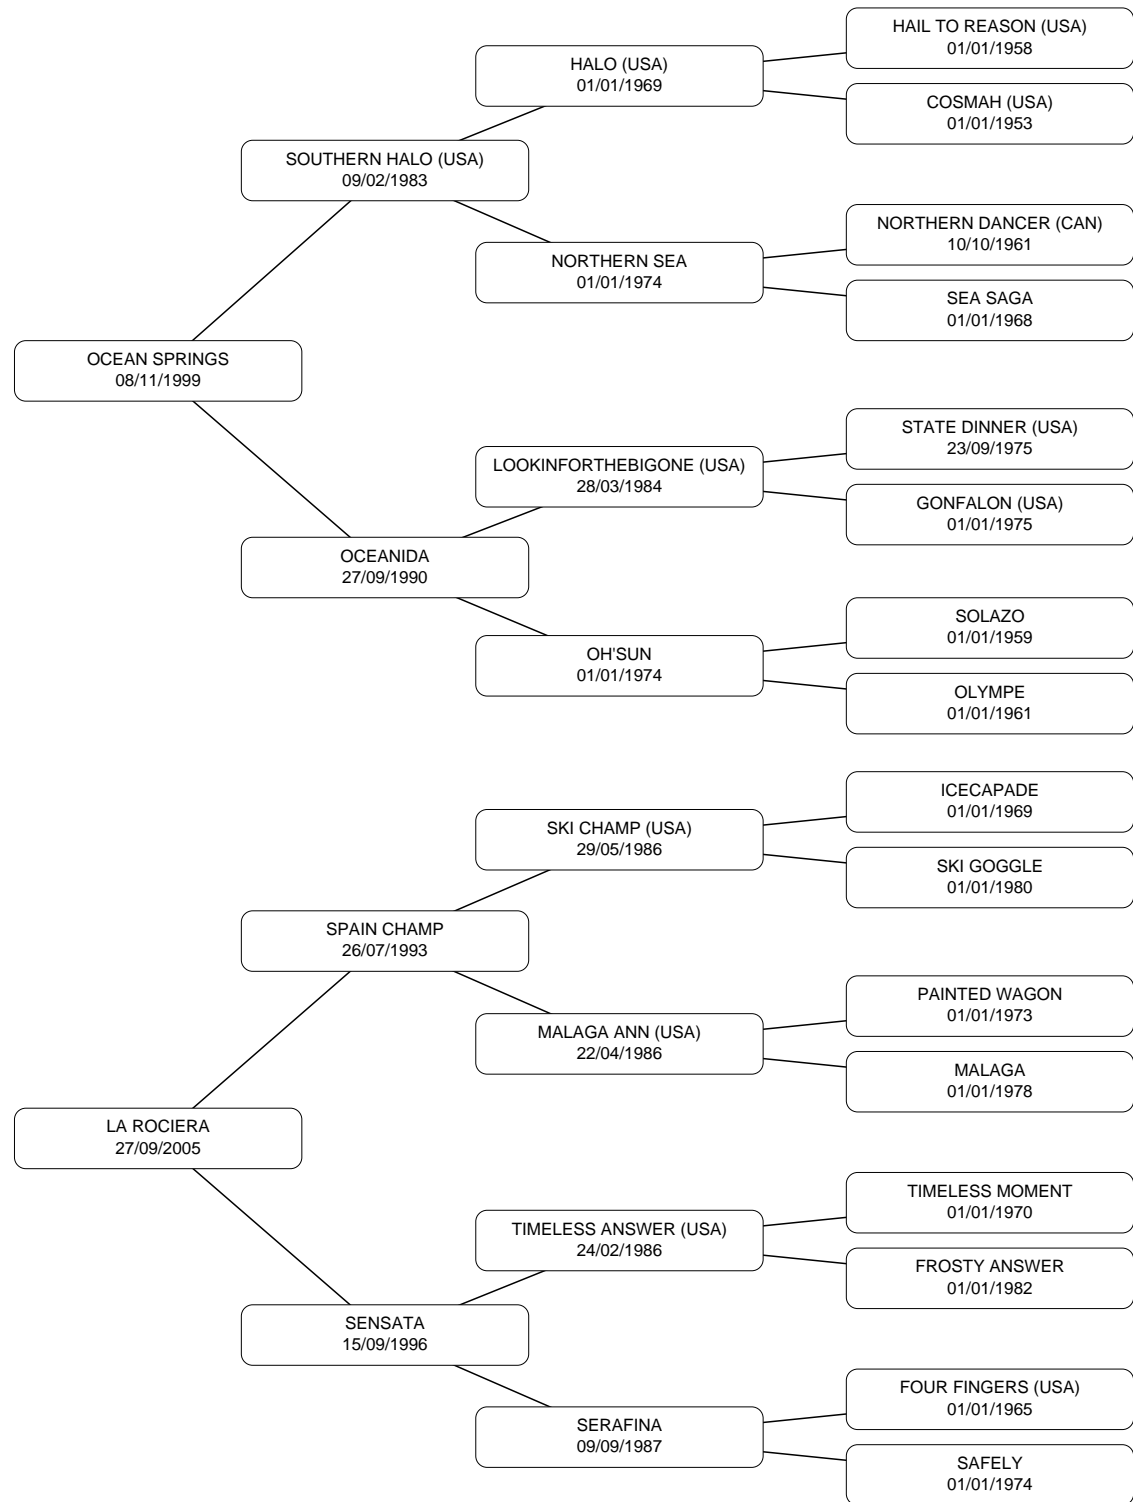 HAIL TO REASON (USA)
01/01/1958
HALO (USA)
01/01/1969
COSMAH (USA)
01/01/1953
SOUTHERN HALO (USA)
09/02/1983
NORTHERN DANCER (CAN)
10/10/1961
NORTHERN SEA
01/01/1974
SEA SAGA
01/01/1968
OCEAN SPRINGS
08/11/1999
STATE DINNER (USA)
23/09/1975
LOOKINFORTHEBIGONE (USA)
28/03/1984
GONFALON (USA)
01/01/1975
OCEANIDA
27/09/1990
SOLAZO
01/01/1959
OH'SUN
01/01/1974
OLYMPE
01/01/1961
ICECAPADE
01/01/1969
SKI CHAMP (USA)
29/05/1986
SKI GOGGLE
01/01/1980
SPAIN CHAMP
26/07/1993
PAINTED WAGON
01/01/1973
MALAGA ANN (USA)
22/04/1986
MALAGA
01/01/1978
LA ROCIERA
27/09/2005
TIMELESS MOMENT
01/01/1970
TIMELESS ANSWER (USA)
24/02/1986
FROSTY ANSWER
01/01/1982
SENSATA
15/09/1996
FOUR FINGERS (USA)
01/01/1965
SERAFINA
09/09/1987
SAFELY
01/01/1974